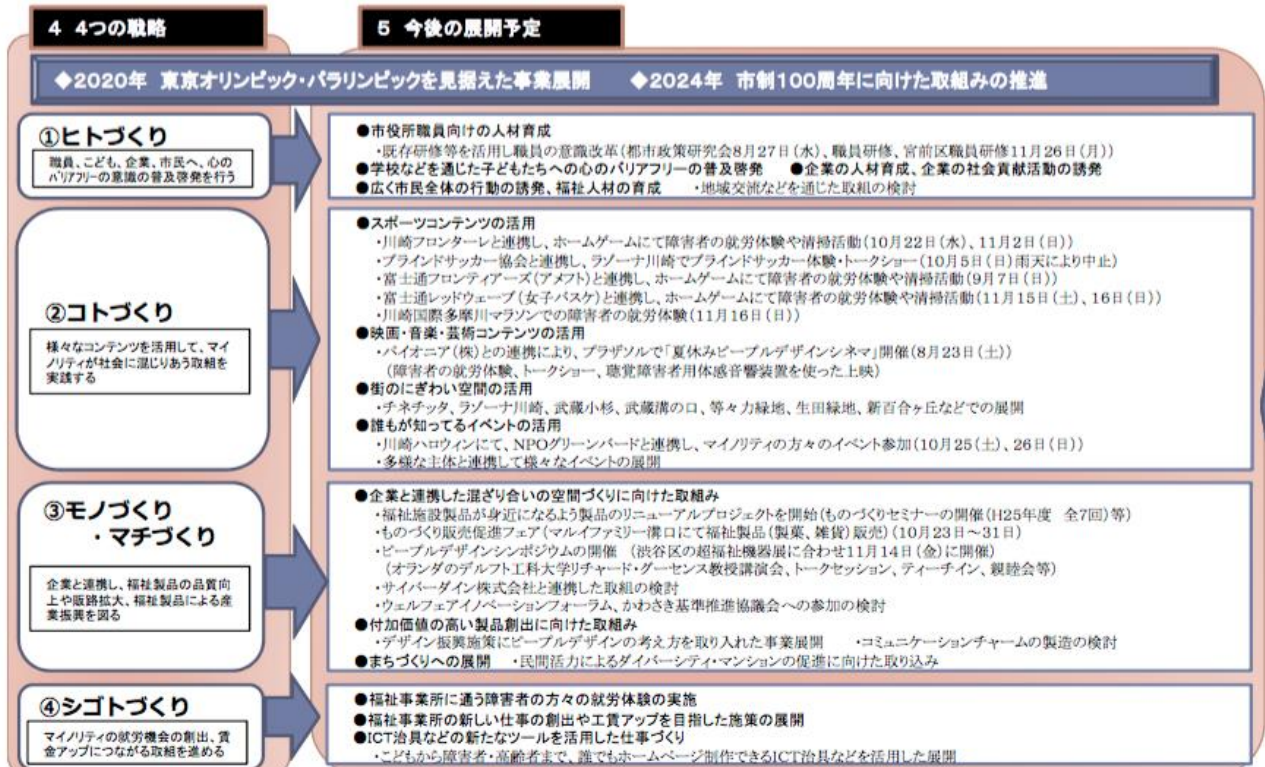 4 4つの戦略
5 今後の展開予定
◆2020年 東京オリンピック・パラリンピックを見据えた事業展開 ◆2024年 市制100周年に向けた取組みの推進
①ヒトづくり
職員、こども、企業、市民へ、心の
バリアフリーの意識の普及啓発を行う
●市役所職員向けの人材育成
・既存研修等を活用し職員の意識改革(都市政策研究会8月27日(水)、職員研修、宮前区職員研修11月26日(月))
●学校などを通じた子どもたちへの心のバリアフリーの普及啓発 ●企業の人材育成、企業の社会貢献活動の誘発
●広く市民全体の行動の誘発、福祉人材の育成 ・地域交流などを通じた取組の検討
②コトづくり
様々なコンテンツを活用して、マイ
ノリティが社会に混じりあう取組を
実践する
●スポーツコンテンツの活用
・川崎フロンターレと連携し、ホームゲームにて障害者の就労体験や清掃活動(10月22日(水)、11月2日(日))
・ブラインドサッカー協会と連携し、ラゾーナ川崎でブラインドサッカー体験・トークショー(10月5日(日)雨天により中止)
・富士通フロンティアーズ(アメフト)と連携し、ホームゲームにて障害者の就労体験や清掃活動(9月7日(日))
・富士通レッドウェーブ(女子バスケ)と連携し、ホームゲームにて障害者の就労体験や清掃活動(11月15日(土)、16日(日))
・川崎国際多摩川マラソンでの障害者の就労体験(11月16日(日))
●映画・音楽・芸術コンテンツの活用
・パイオニア(株)との連携により、プラザソルで「夏休みピープルデザインシネマ」開催(8月23日(土))
(障害者の就労体験、トークショー、聴覚障害者用体感音響装置を使った上映)
●街のにぎわい空間の活用
・チネチッタ、ラゾーナ川崎、武蔵小杉、武蔵溝の口、等々力緑地、生田緑地、新百合ヶ丘などでの展開
●誰もが知ってるイベントの活用
・川崎ハロウィンにて、NPOグリーンバードと連携し、マイノリティの方々のイベント参加(10月25(土)、26日(日))
・多様な主体と連携して様々なイベントの展開
③モノづくり
・マチづくり
企業と連携し、福祉製品の品質向
上や販路拡大、福祉製品による産
業振興を図る
●企業と連携した混ざり合いの空間づくりに向けた取組み
・福祉施設製品が身近になるよう製品のリニューアルプロジェクトを開始(ものづくりセミナーの開催(H25年度 全7回)等)
・ものづくり販売促進フェア(マルイファミリー溝口にて福祉製品(製菓、雑貨)販売)(10月23日～31日)
・ピープルデザインシンポジウムの開催 (渋谷区の超福祉機器展に合わせ11月14日(金)に開催)
(オランダのデルフト工科大学リチャード・グーセンス教授講演会、トークセッション、ティーチイン、親睦会等)
・サイバーダイン株式会社と連携した取組の検討
・ウェルフェアイノベーションフォーラム、かわさき基準推進協議会への参加の検討
●付加価値の高い製品創出に向けた取組み
・デザイン振興施策にピープルデザインの考え方を取り入れた事業展開 ・コミュニケーションチャームの製造の検討
●まちづくりへの展開 ・民間活力によるダイバーシティ・マンションの促進に向けた取り込み
④シゴトづくり
マイノリティの就労機会の創出、賃
金アップにつながる取組を進める
●福祉事業所に通う障害者の方々の就労体験の実施
●福祉事業所の新しい仕事の創出や工賃アップを目指した施策の展開
●ICT治具などの新たなツールを活用した仕事づくり
・こどもから障害者・高齢者まで、誰でもホームページ制作できるICT治具などを活用した展開